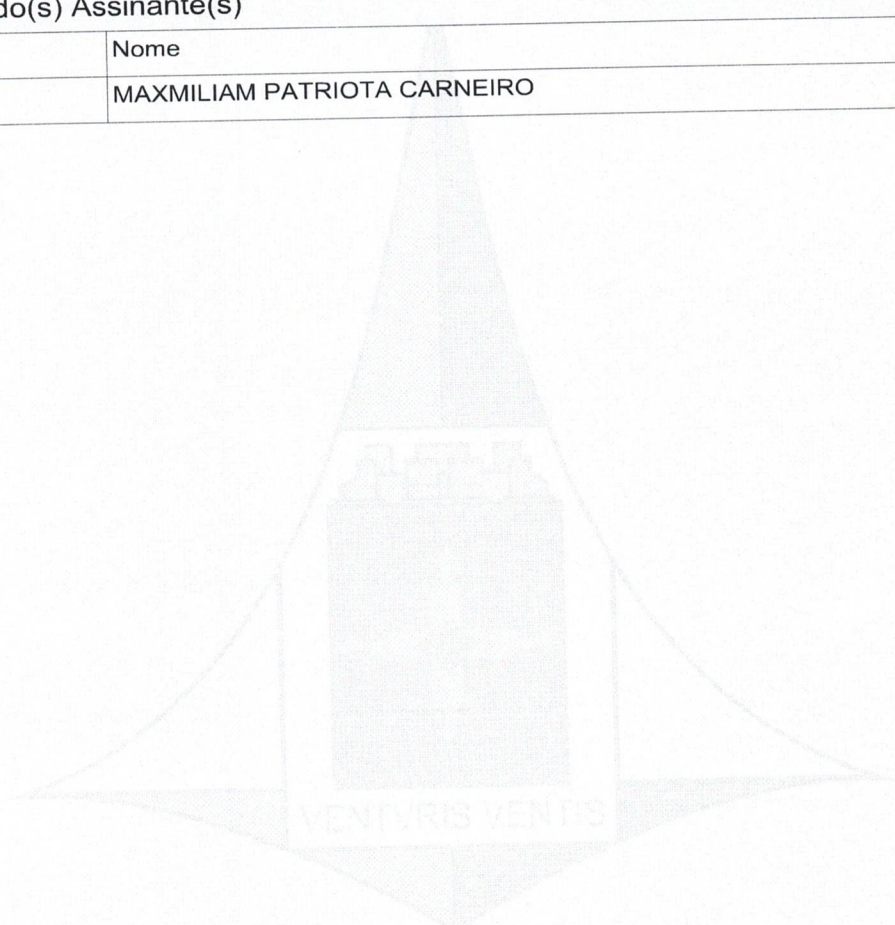 do(s) Assinante(s)
Nome
MAXMILIAM PATRIOTA CARNEIRO
VENTVRIS VENTIS